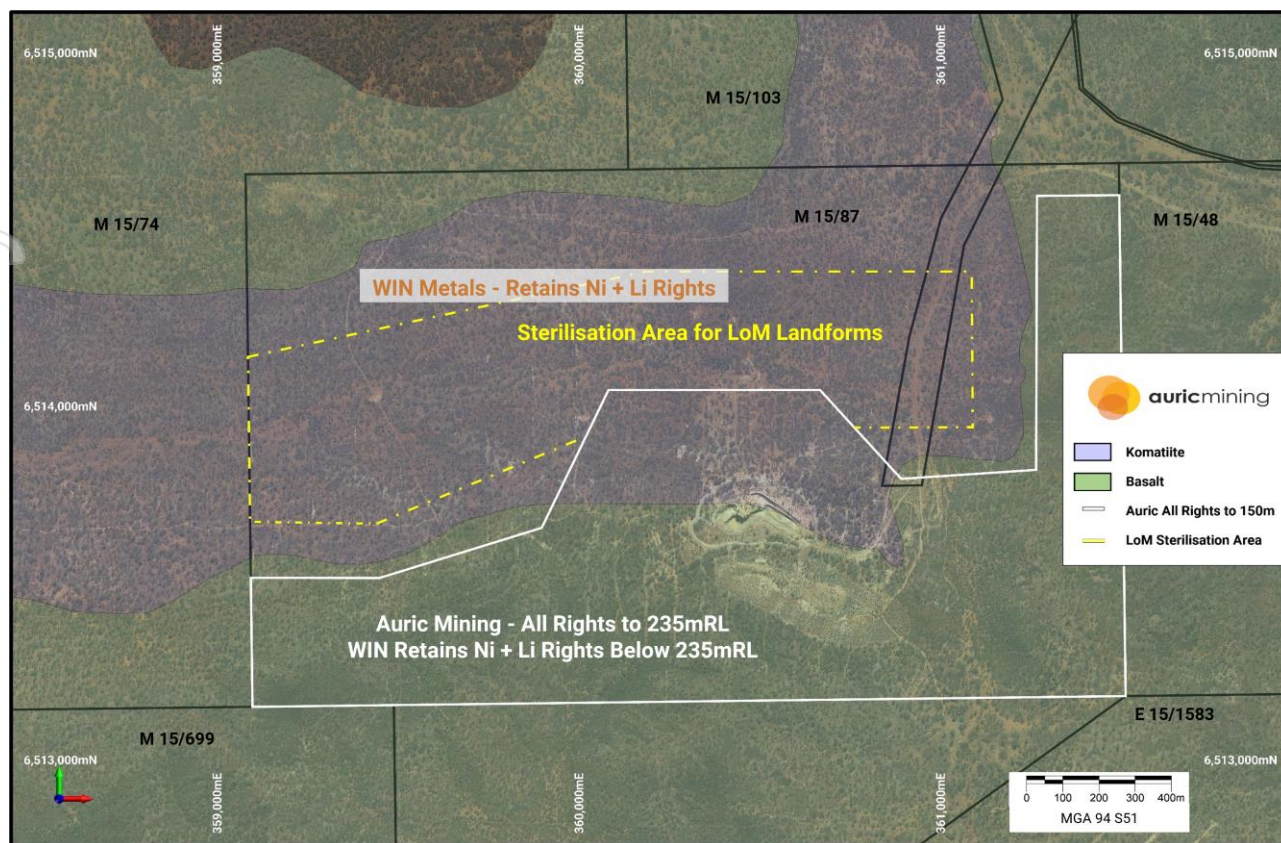 6,515,000mN
359,000mE
360,000mE
361,000mE
6,515,000mN
M 15/103
M 15/74
M 15/87
M 15/48
WIN Metals - Retains Ni + Li Rights
Sterilisation Area for LoM Landforms
6,514,000mN
auricmining
Komatiite
Basalt
Auric All Rights to 150m
LoM Sterilisation Area
Auric Mining - All Rights to 235mRL
WIN Retains Ni + Li Rights Below 235mRL
M 15/699
E 15/1583
6,513,000mN
359,000mE
360,000mE
361,000mE
6,513,000mN
0 100 200 300 400m
MGA 94 S51